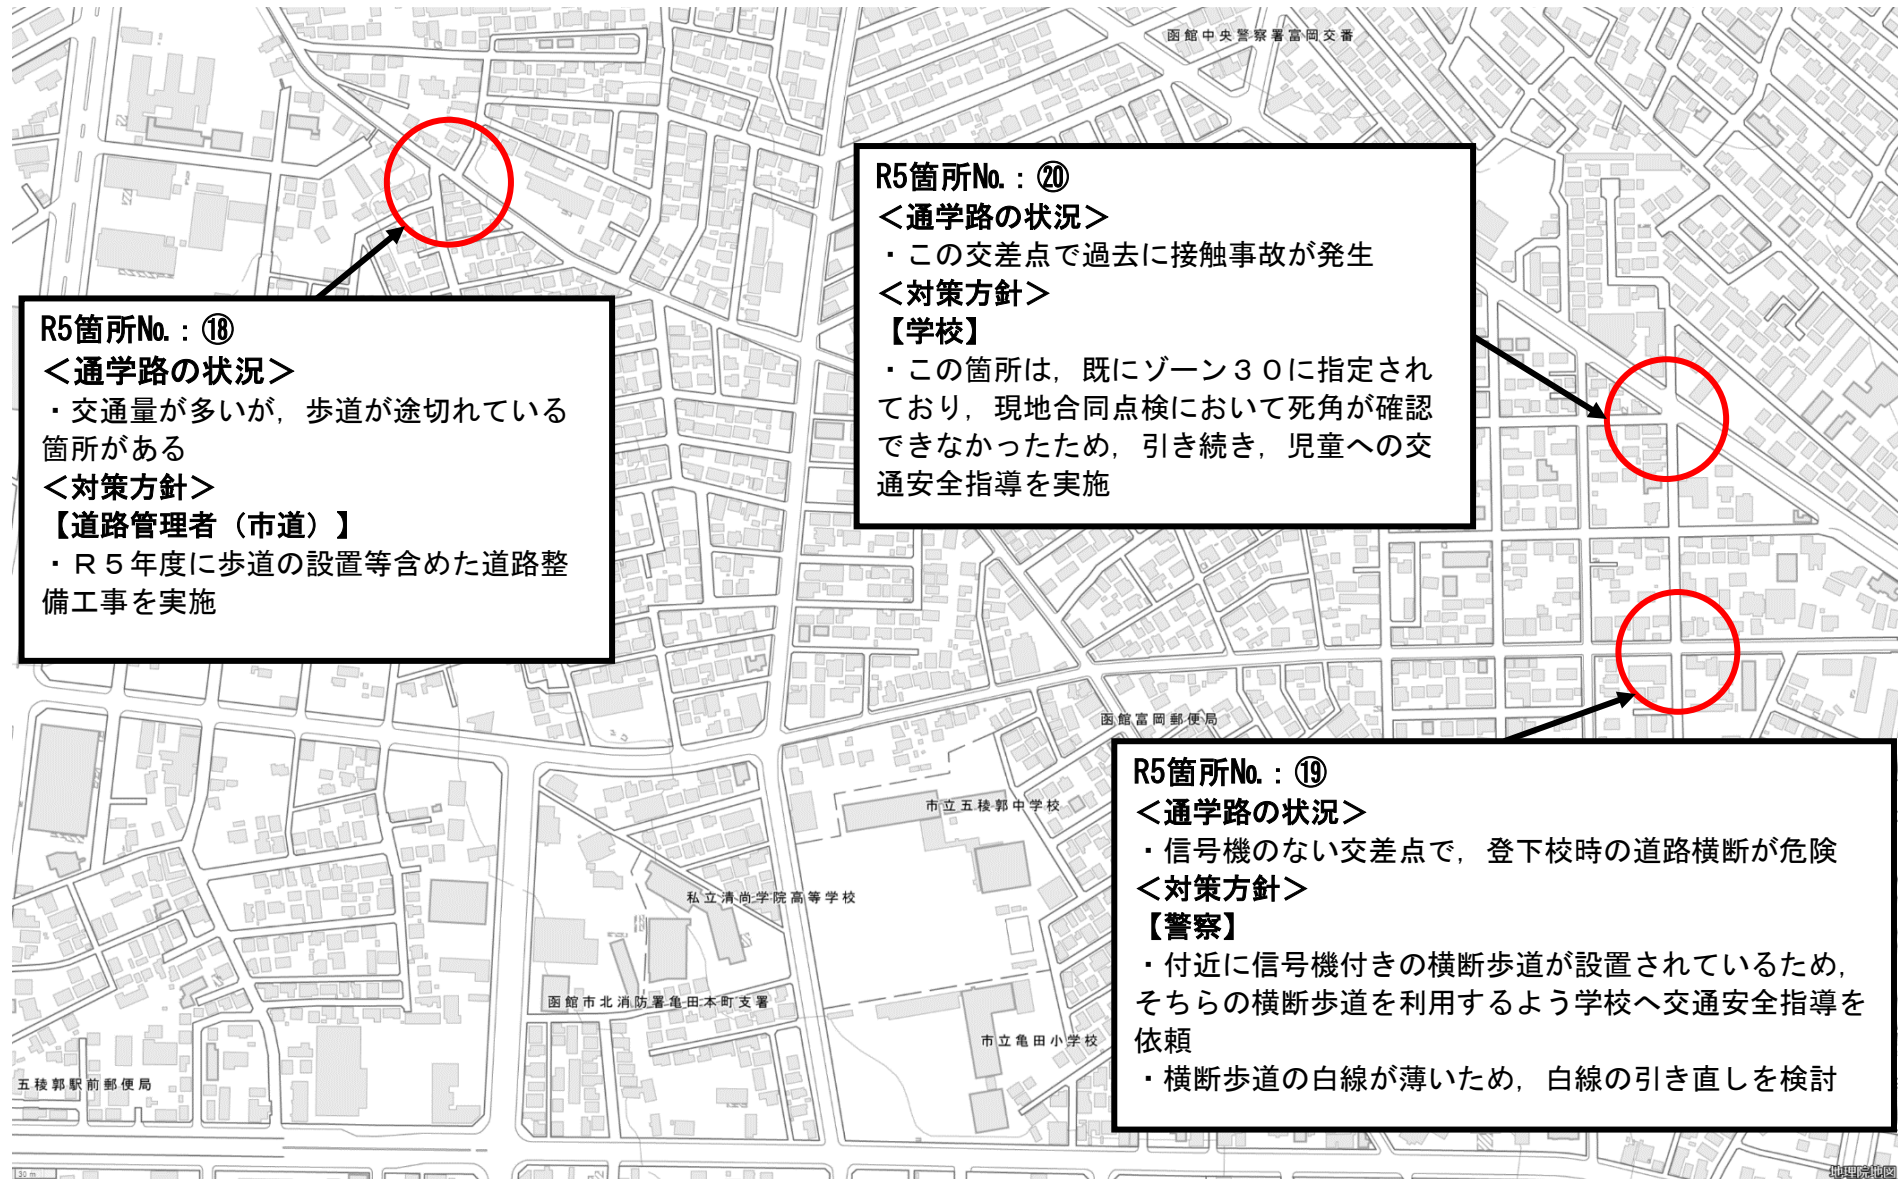 函館中央警察署富岡交番
R5箇所No.：⑳
＜通学路の状況＞
・この交差点で過去に接触事故が発生
＜対策方針＞
【学校】
・この箇所は，既にゾーン３０に指定され
ており，現地合同点検において死角が確認
できなかったため，引き続き，児童への交
通安全指導を実施
R5箇所No.：⑱
＜通学路の状況＞
・交通量が多いが，歩道が途切れている
箇所がある
＜対策方針＞
【道路管理者（市道）】
・Ｒ５年度に歩道の設置等含めた道路整
備工事を実施
函館富岡郵便局
R5箇所No.：⑲
＜通学路の状況＞
・信号機のない交差点で，登下校時の道路横断が危険
＜対策方針＞
【警察】
・付近に信号機付きの横断歩道が設置されているため，
そちらの横断歩道を利用するよう学校へ交通安全指導を
依頼
・横断歩道の白線が薄いため，白線の引き直しを検討
市立五稜郭中学校
私立清尚学院高等学校
函館市北消防署亀田本町支署
市立亀田小学校
五稜郭駅前郵便局
30 m
地理院地図